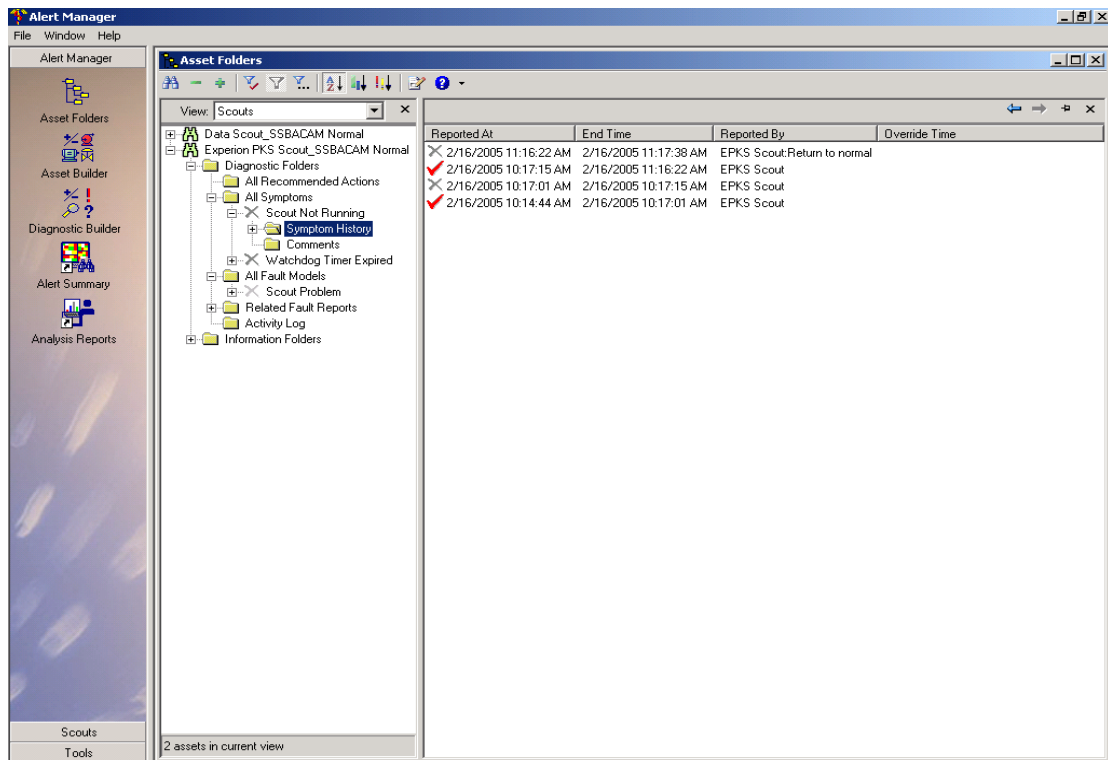 Alert Manager
File Window Help
Alert Manager
Asset Folders
Asset Builder
Diagnostic Builder
Alert Summary
Analysis Reports
Scouts
Tools
Asset Folders
View: Scouts
Data Scout_SSBACAM Normal
Experion PKS Scout_SSBACAM Normal
Diagnostic Folders
All Recommended Actions
All Symptoms
Scout Not Running
Symptom History
Comments
Watchdog Timer Expired
All Fault Models
Scout Problem
Related Fault Reports
Activity Log
Information Folders
2 assets in current view
Reported At End Time Reported By Override Time
2/16/2005 11:16:22 AM 2/16/2005 11:17:38 AM EPKS Scout:Return to normal
2/16/2005 10:17:15 AM 2/16/2005 11:16:22 AM EPKS Scout
2/16/2005 10:17:01 AM 2/16/2005 10:17:15 AM EPKS Scout
2/16/2005 10:14:44 AM 2/16/2005 10:17:01 AM EPKS Scout